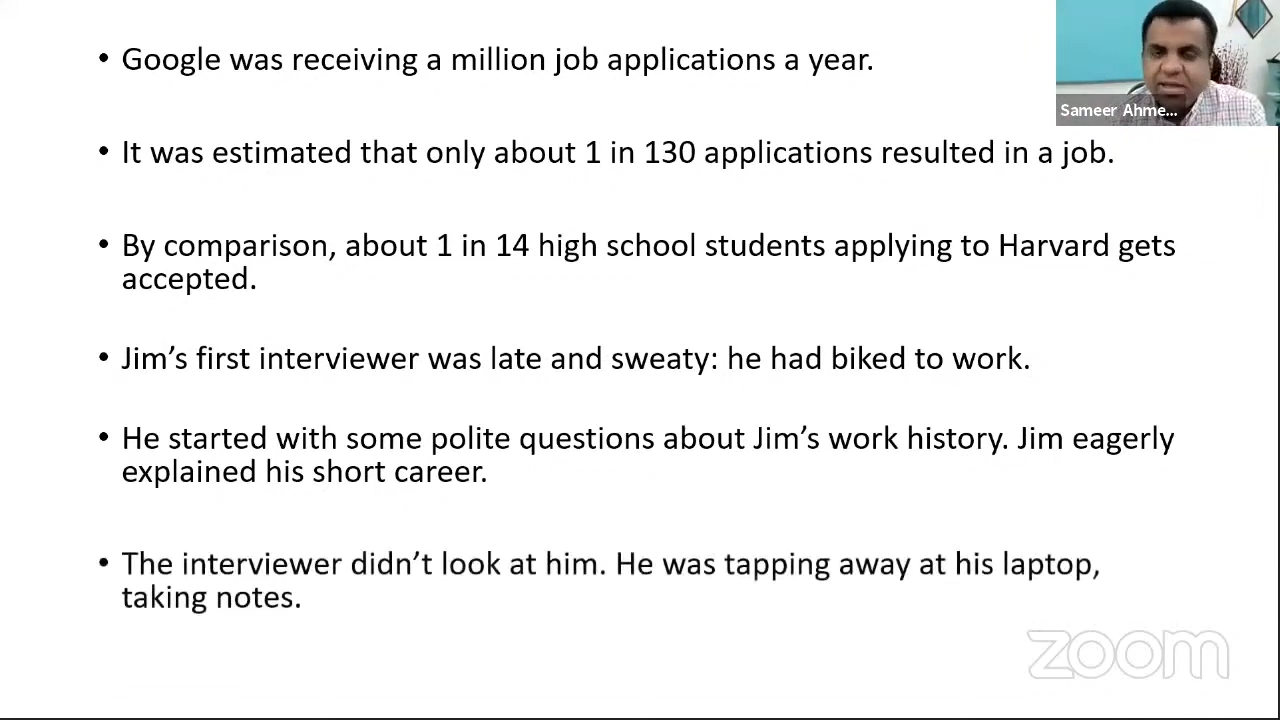 • Google was receiving a million job applications a year.
Sameer Ahme...
• It was estimated that only about 1 in 130 applications resulted in a job.
• By comparison, about 1 in 14 high school students applying to Harvard gets
accepted.
• Jim’s first interviewer was late and sweaty: he had biked to work.
• He started with some polite questions about Jim’s work history. Jim eagerly
explained his short career.
• The interviewer didn’t look at him. He was tapping away at his laptop,
taking notes.
zoom